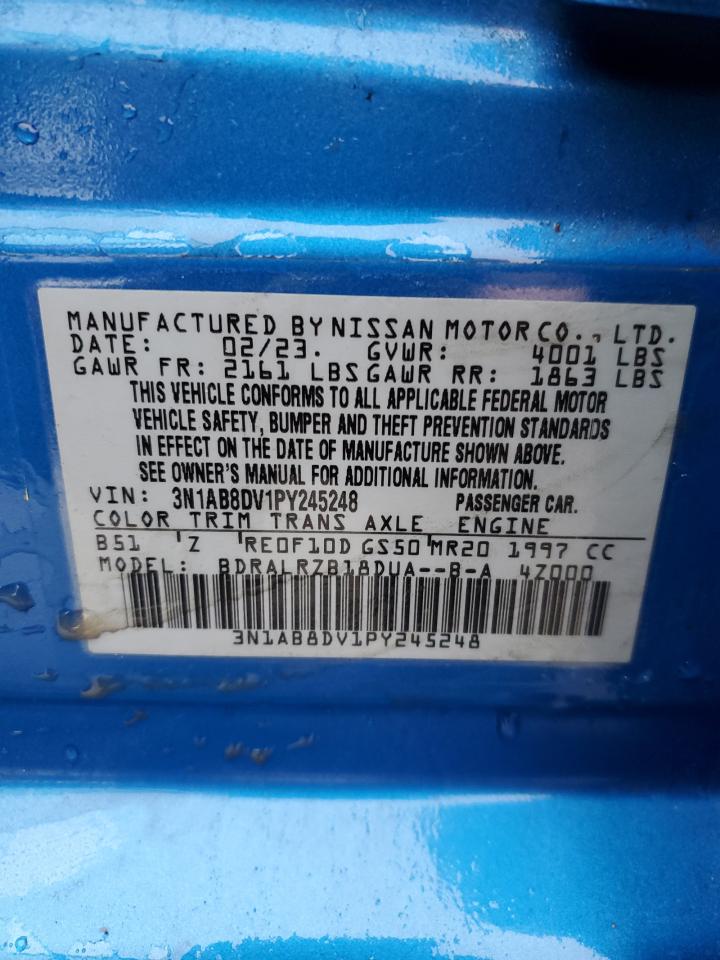 MANUFACTURED BY NISSAN MOTOR CO., LTD.
DATE: 02/23. GVWR: 4001 LBS
GAWR FR: 2161 LBS GAWR RR: 1863 LBS
THIS VEHICLE CONFORMS TO ALL APPLICABLE FEDERAL MOTOR
VEHICLE SAFETY, BUMPER AND THEFT PREVENTION STANDARDS
IN EFFECT ON THE DATE OF MANUFACTURE SHOWN ABOVE.
SEE OWNER'S MANUAL FOR ADDITIONAL INFORMATION.
VIN: 3N1AB8DV1PY245248 PASSENGER CAR.
COLOR TRIM TRANS AXLE ENGINE
B51 Z RE0F10D GS50 MR20 1997 CC
MODEL: BDRALRZB18DUA--B-A 4Z000
3N1AB8DV1PY245248